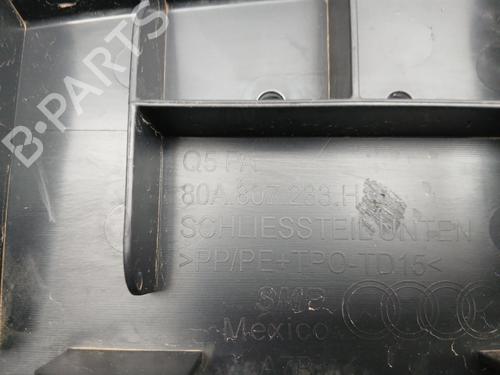 B-PARTS
Q5 PA
80A.807.233.H
SCHLIESSTEIL UNTEN
>PP/PE+TPO-TD15<
SMP
Mexico